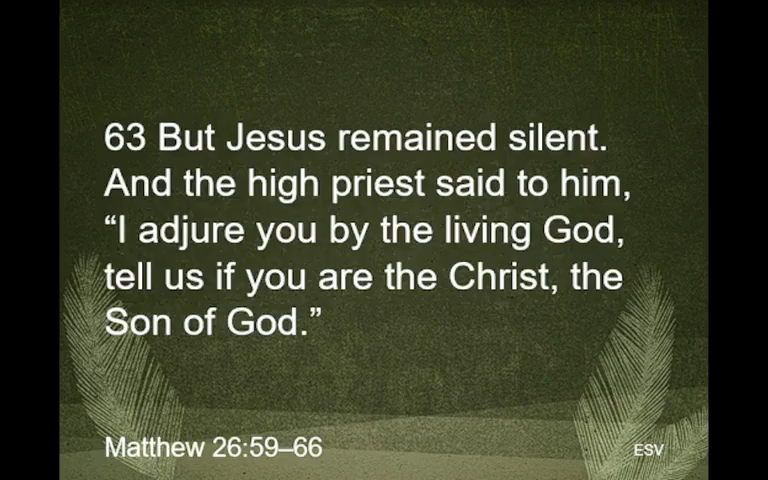 63 But Jesus remained silent.
And the high priest said to him,
“I adjure you by the living God,
tell us if you are the Christ, the
Son of God.”
Matthew 26:59–66
ESV